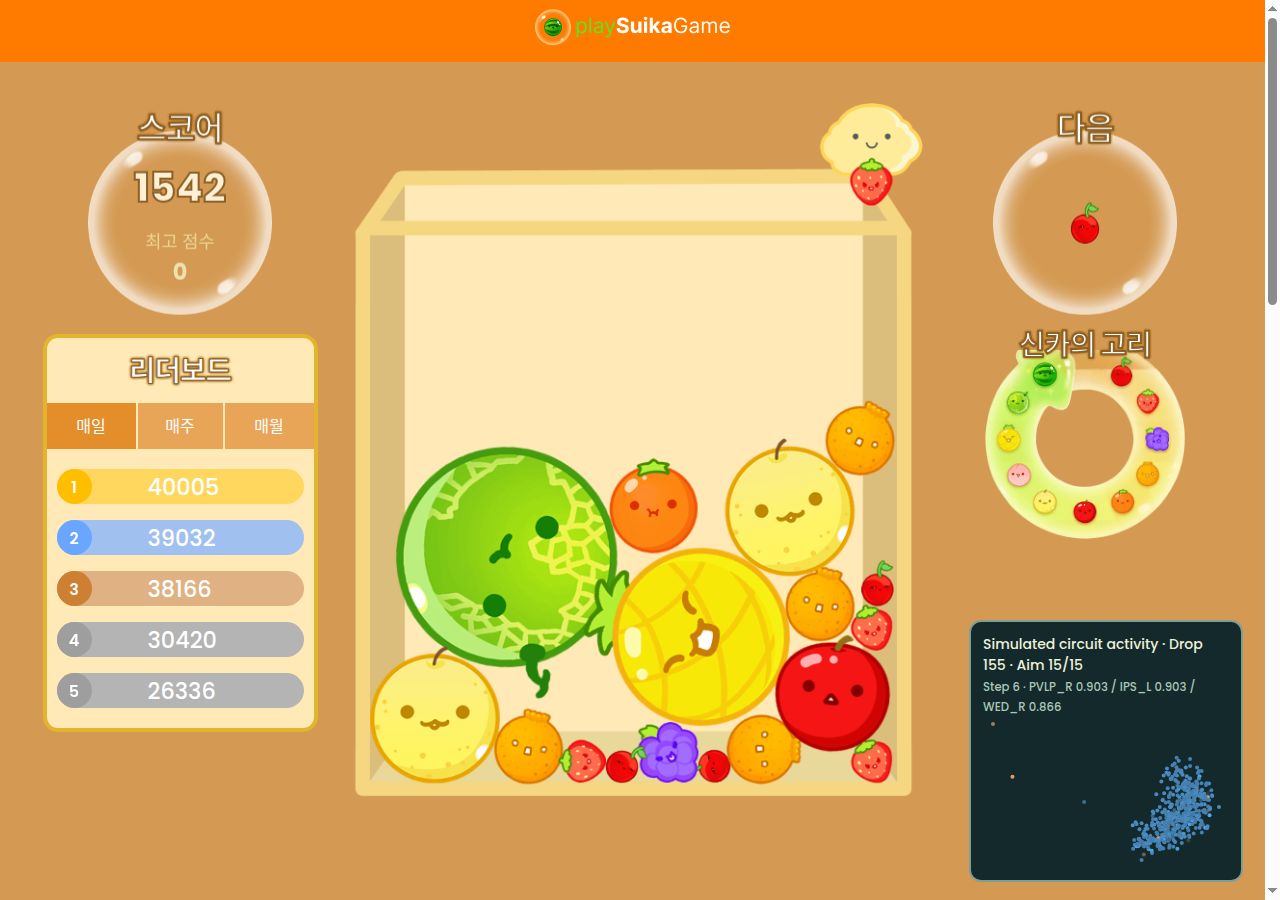 playSuikaGame
스코어
1542
최고 점수
0
리더보드
매일 매주 매월
1 40005
2 39032
3 38166
4 30420
5 26336
다음
신카의 고리
Simulated circuit activity · Drop
155 · Aim 15/15
Step 6 · PVLP_R 0.903 / IPS_L 0.903 /
WED_R 0.866